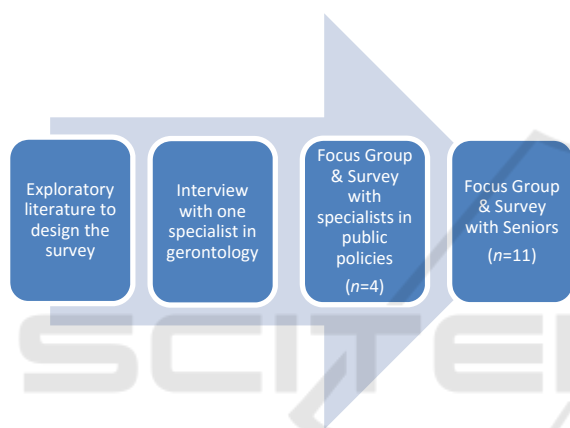 Exploratory
literature to
design the
survey
Interview
with one
specialist in
gerontology
Focus Group
& Survey
with
specialists in
public
policies
(n=4)
Focus Group
& Survey
with Seniors
(n=11)
SCITE